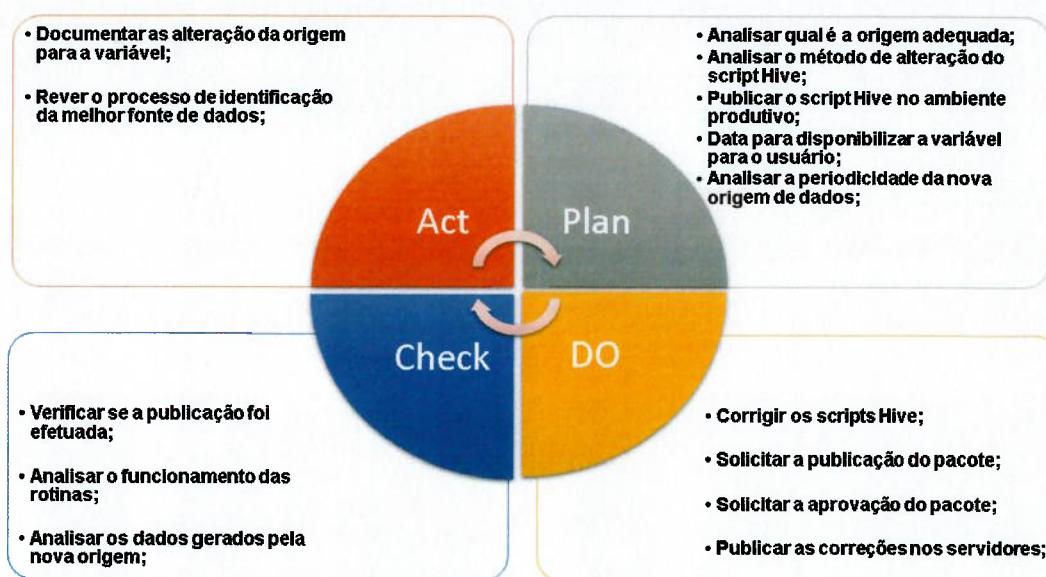 • Documentar as alteração da origem
para a variável;
• Rever o processo de identificação
da melhor fonte de dados;
• Analisar qual é a origem adequada;
• Analisar o método de alteração do
script Hive;
• Publicar o script Hive no ambiente
produtivo;
• Data para disponibilizar a variável
para o usuário;
• Analisar a periodicidade da nova
origem de dados;
Act
Plan
Check
DO
• Verificar se a publicação foi
efetuada;
• Analisar o funcionamento das
rotinas;
• Analisar os dados gerados pela
nova origem;
• Corrigir os scripts Hive;
• Solicitar a publicação do pacote;
• Solicitar a aprovação do pacote;
• Publicar as correções nos servidores;